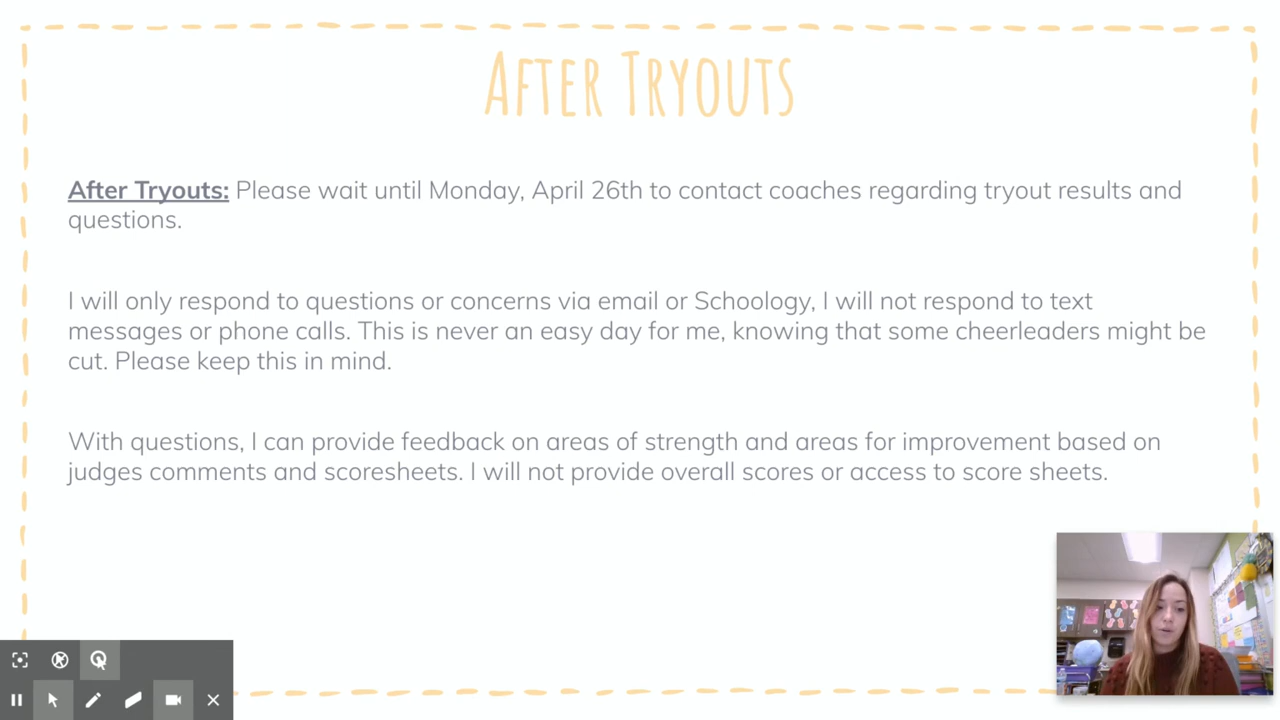 After Tryouts
After Tryouts: Please wait until Monday, April 26th to contact coaches regarding tryout results and
questions.
I will only respond to questions or concerns via email or Schoology, I will not respond to text
messages or phone calls. This is never an easy day for me, knowing that some cheerleaders might be
cut. Please keep this in mind.
With questions, I can provide feedback on areas of strength and areas for improvement based on
judges comments and scoresheets. I will not provide overall scores or access to score sheets.